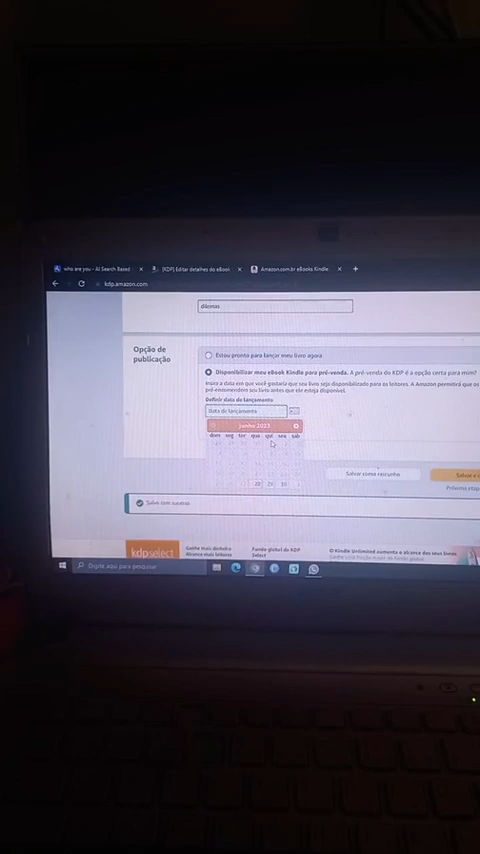 who are you - AI Search Based
[KDP] Editar detalhes do eBook
Amazon.com.br eBooks Kindle
kdp.amazon.com
Opção de publicação
Estou pronto para lançar meu livro agora
Disponibilizar meu eBook Kindle para pré-venda. A pré-venda do KDP é a opção certa para mim?
Insira a data em que você gostaria que seu livro seja disponibilizado para os leitores. A Amazon permitirá que os
pré-encomendem seu livro antes que ele esteja disponível.
Definir data do lançamento
Data de lançamento
Junho 2023
dom seg ter qua qui sex sáb
28 29 30
Salvar como rascunho
Salvar e c
Próxima etap
Salvo com sucesso
kdpselect
Ganhe mais dinheiro
Alcance mais leitores
Fundo global do KDP
Select
O Kindle Unlimited aumenta o alcance dos seus livros
Digite aqui para pesquisar